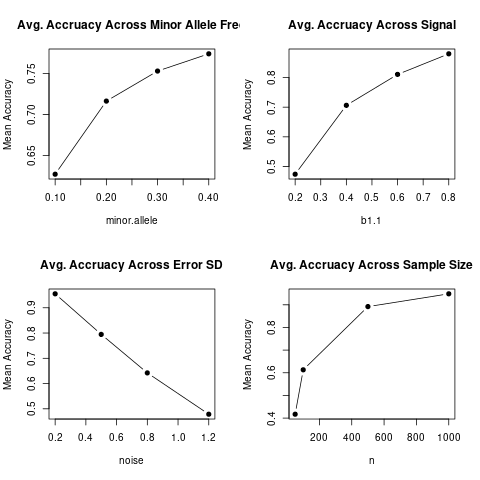 Avg. Accruacy Across Minor Allele Fre
Mean Accuracy
0.65 0.70 0.75
0.10 0.20 0.30 0.40
minor.allele
Avg. Accruacy Across Signal
Mean Accuracy
0.5 0.6 0.7 0.8
0.2 0.3 0.4 0.5 0.6 0.7 0.8
b1.1
Avg. Accruacy Across Error SD
Mean Accuracy
0.5 0.6 0.7 0.8 0.9
0.2 0.4 0.6 0.8 1.0 1.2
noise
Avg. Accruacy Across Sample Size
Mean Accuracy
0.4 0.6 0.8
200 400 600 800 1000
n